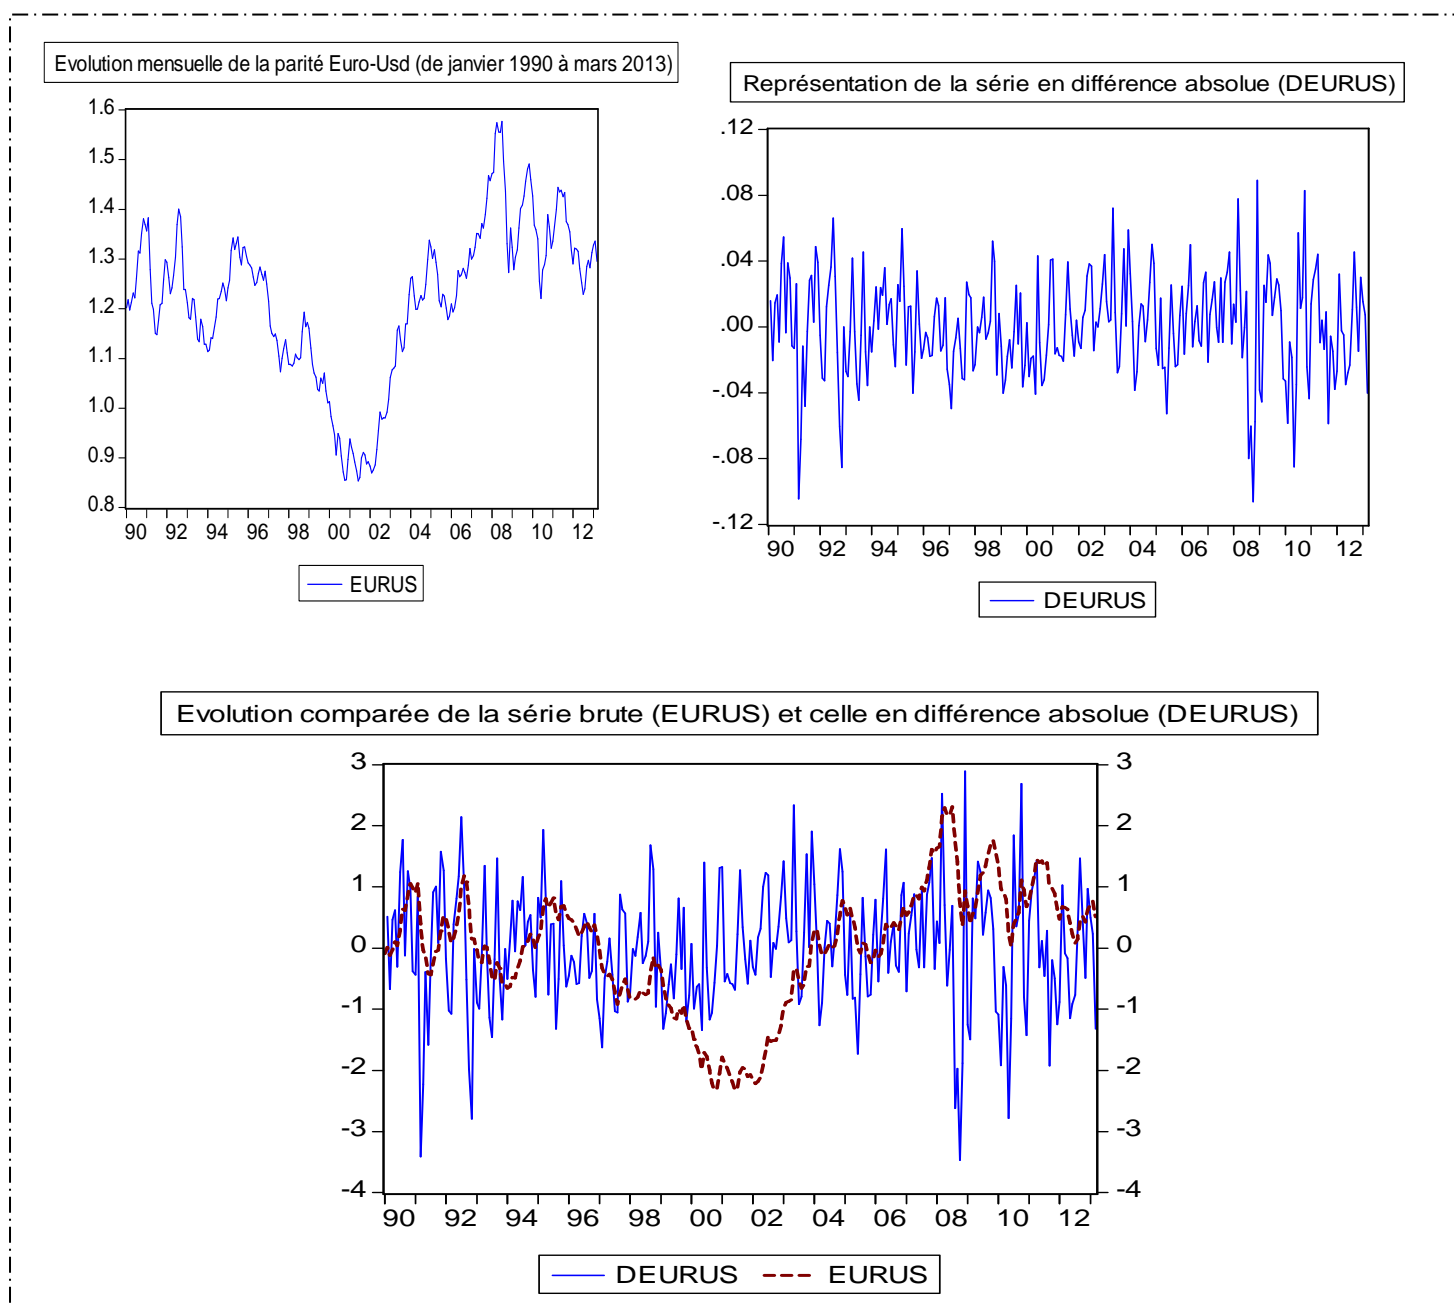 Evolution mensuelle de la parité Euro-Usd (de janvier 1990 à mars 2013)
1.6
1.5
1.4
1.3
1.2
1.1
1.0
0.9
0.8
90 92 94 96 98 00 02 04 06 08 10 12
EURUS
Représentation de la série en différence absolue (DEURUS)
.12
.08
.04
.00
-.04
-.08
-.12
90 92 94 96 98 00 02 04 06 08 10 12
DEURUS
Evolution comparée de la série brute (EURUS) et celle en différence absolue (DEURUS)
3 3
2 2
1 1
0 0
-1 -1
-2 -2
-3 -3
-4 -4
90 92 94 96 98 00 02 04 06 08 10 12
DEURUS EURUS